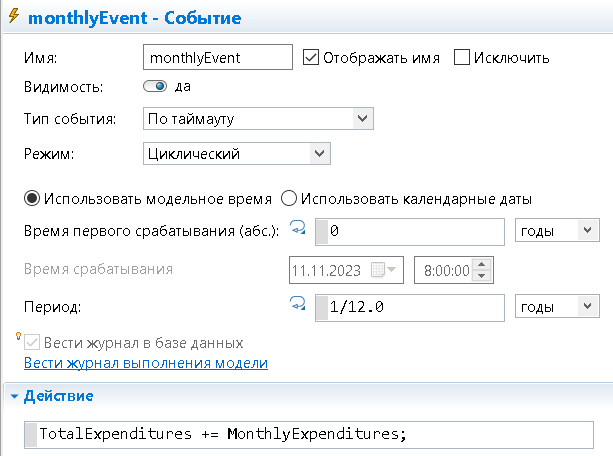 monthlyEvent - Событие
Имя: monthlyEvent Отображать имя Исключить
Видимость: да
Тип события: По таймауту
Режим: Циклический
Использовать модельное время Использовать календарные даты
Время первого срабатывания (абс.): 0 годы
Время срабатывания 11.11.2023 8:00:00
Период: 1/12.0 годы
Вести журнал в базе данных
Вести журнал выполнения модели
Действие
TotalExpenditures += MonthlyExpenditures;